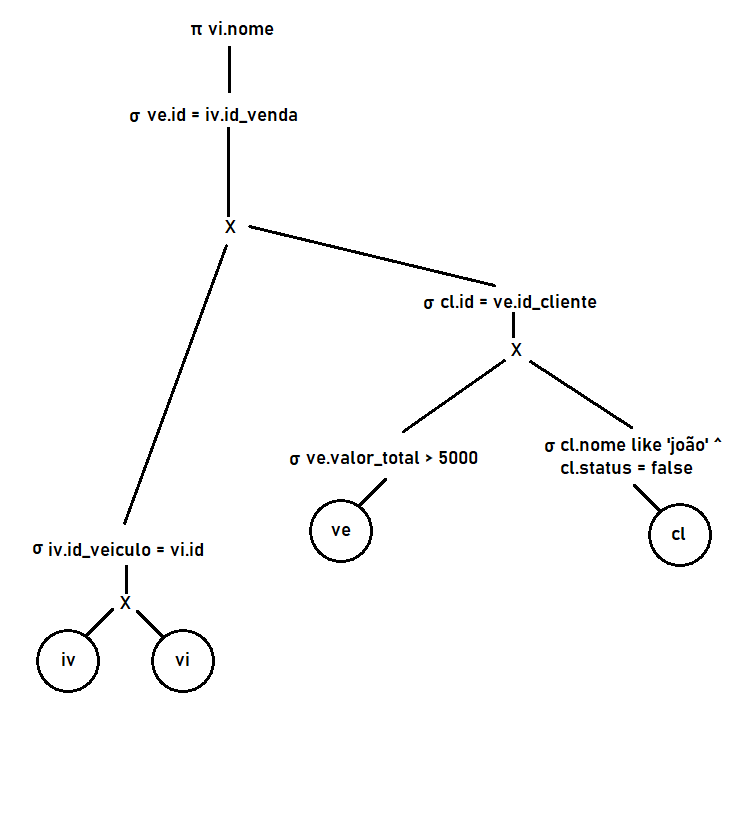 π vi.nome
σ ve.id = iv.id_venda
X
σ cl.id = ve.id_cliente
X
σ ve.valor_total > 5000
σ cl.nome like 'joão' ^
cl.status = false
ve
cl
σ iv.id_veiculo = vi.id
X
iv
vi